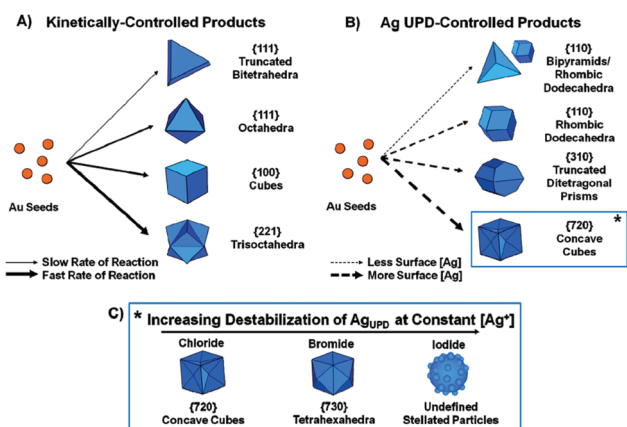 A) Kinetically-Controlled Products
{111}
Truncated
Bitetrahedra
{111}
Octahedra
{100}
Cubes
{221}
Trisoctahedra
Au Seeds
Slow Rate of Reaction
Fast Rate of Reaction
B) Ag UPD-Controlled Products
{110}
Bipyramids/
Rhombic
Dodecahedra
{110}
Rhombic
Dodecahedra
{310}
Truncated
Ditetragonal
Prisms
{720}
Concave
Cubes
*
Au Seeds
Less Surface [Ag]
More Surface [Ag]
C) * Increasing Destabilization of AgUPD at Constant [Ag+]
Chloride Bromide Iodide
{720} {730} Undefined
Concave Cubes Tetrahexahedra Stellated Particles